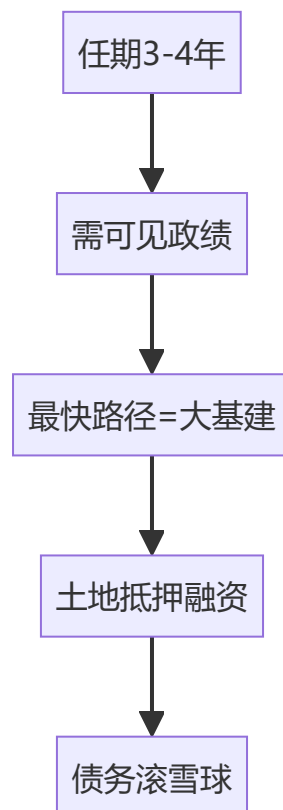 任期3-4年
需可见政绩
最快路径=大基建
土地抵押融资
债务滚雪球